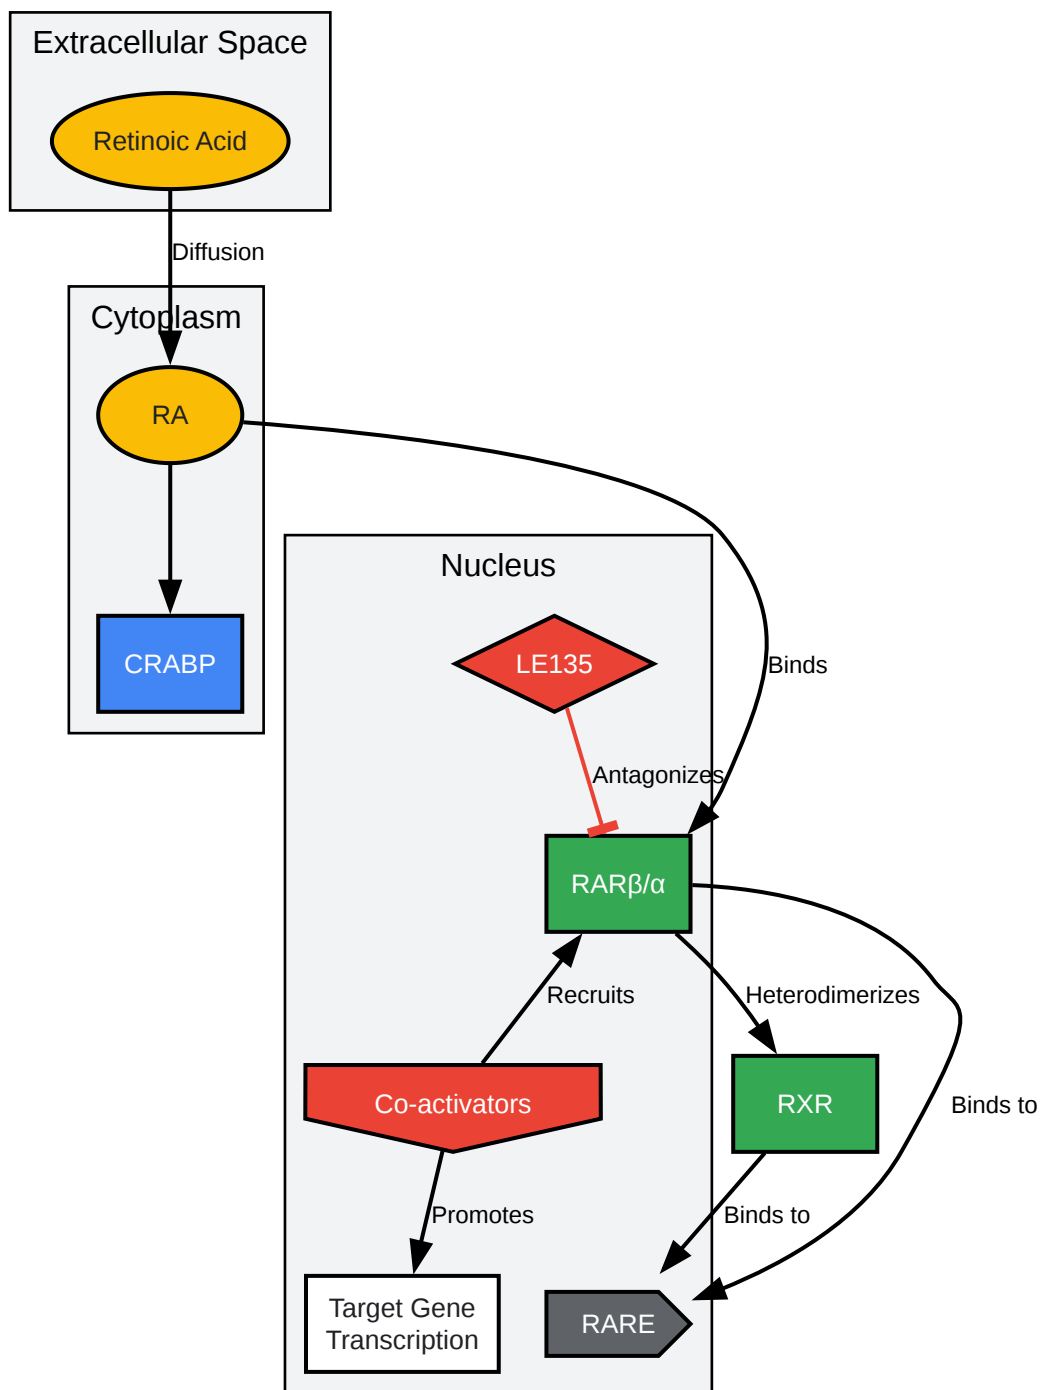 Extracellular Space
Retinoic Acid
Diffusion
Cytoplasm
RA
Nucleus
CRABP
LE135
Binds
Antagonizes
RARβ/α
Recruits
Heterodimerizes
Co-activators
RXR
Binds to
Promotes
Binds to
Target Gene
Transcription
RARE